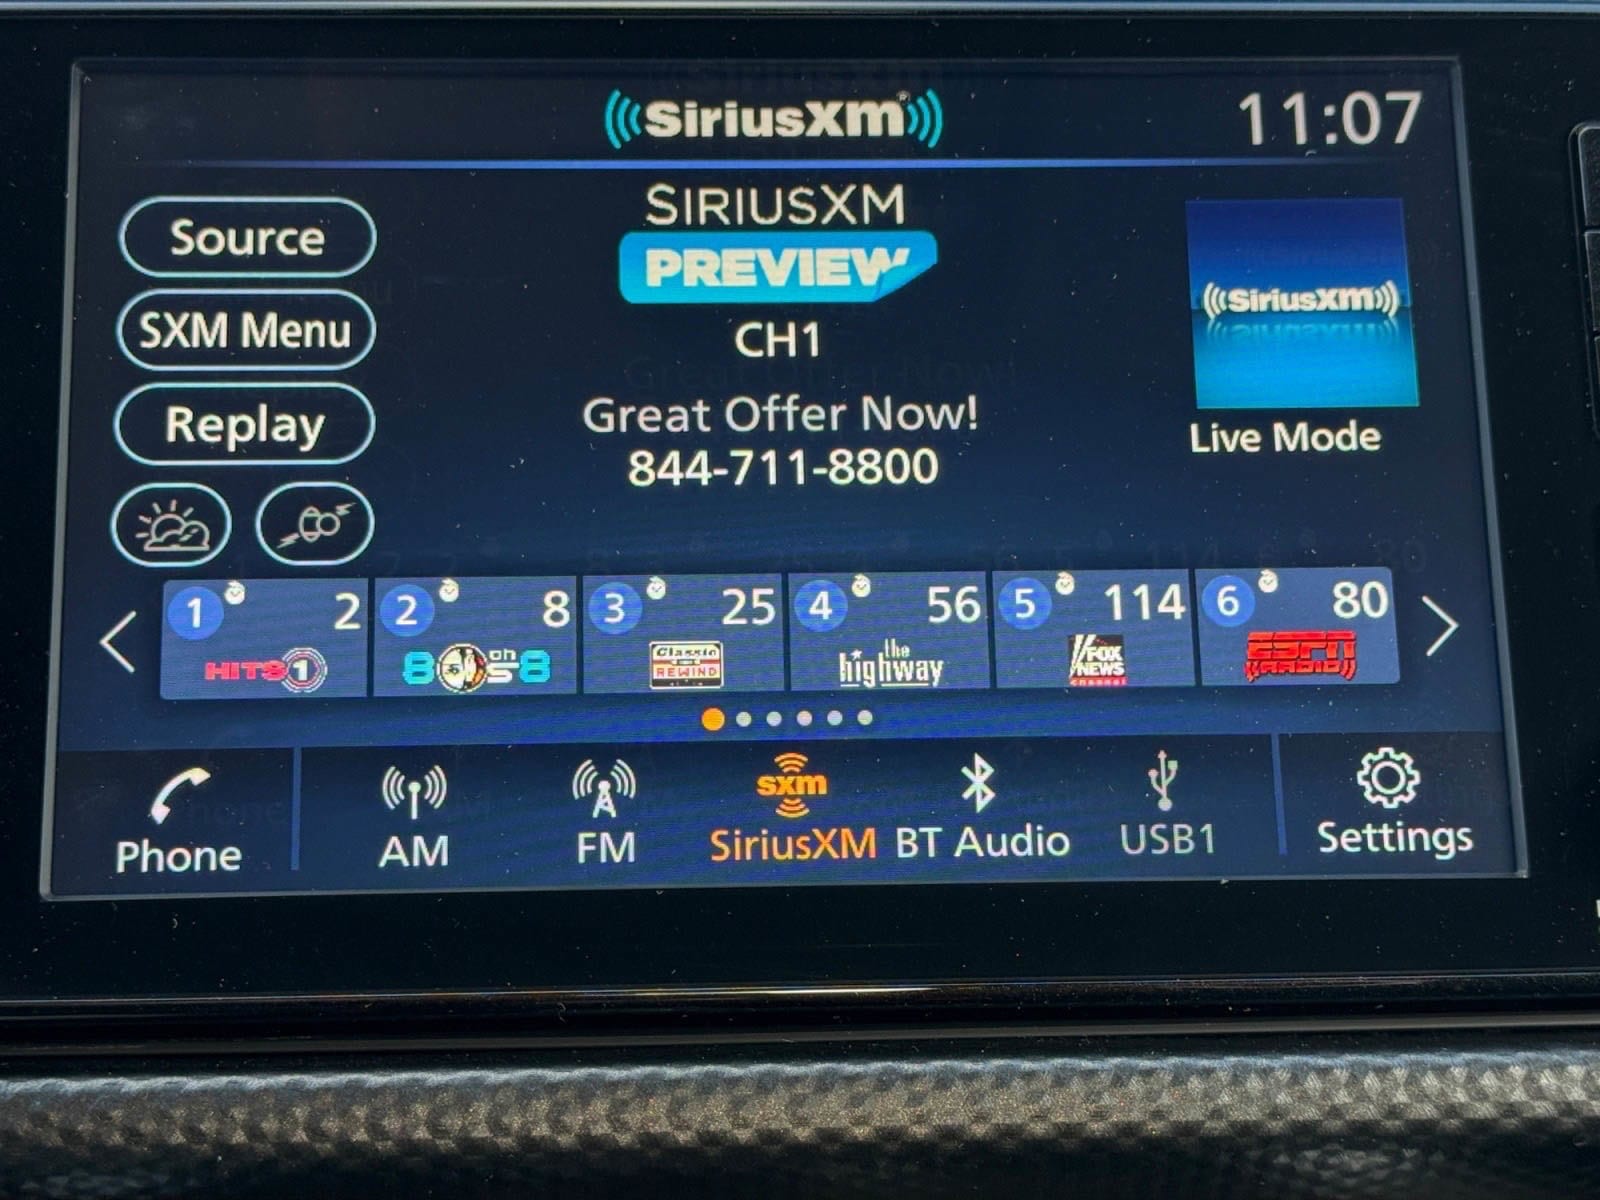 SiriusXM
11:07
Source
SXM Menu
Replay
SIRIUSXM
PREVIEW
CH1
Great Offer Now!
844-711-8800
SiriusXM
Live Mode
1 2
HITS 1
2 8
80s on 8
3 25
Classic
REWIND
4 56
the
highway
5 114
FOX
NEWS
channel
6 80
ESPN
RADIO
Phone
AM
FM
sxm
SiriusXM
BT Audio
USB1
Settings